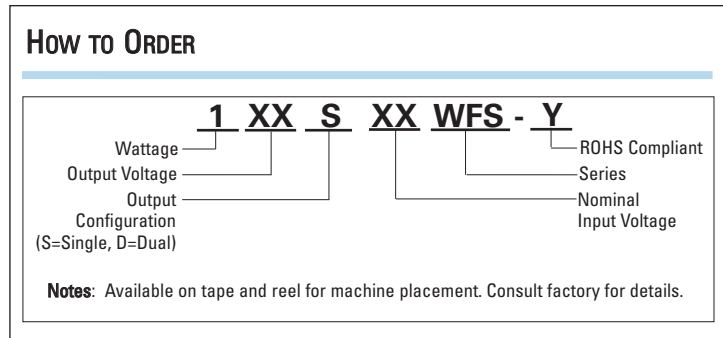 HOW TO ORDER
1 XX S XX WFS - Y
Wattage
Output Voltage
Output
Configuration
(S=Single, D=Dual)
ROHS Compliant
Series
Nominal
Input Voltage
Notes: Available on tape and reel for machine placement. Consult factory for details.